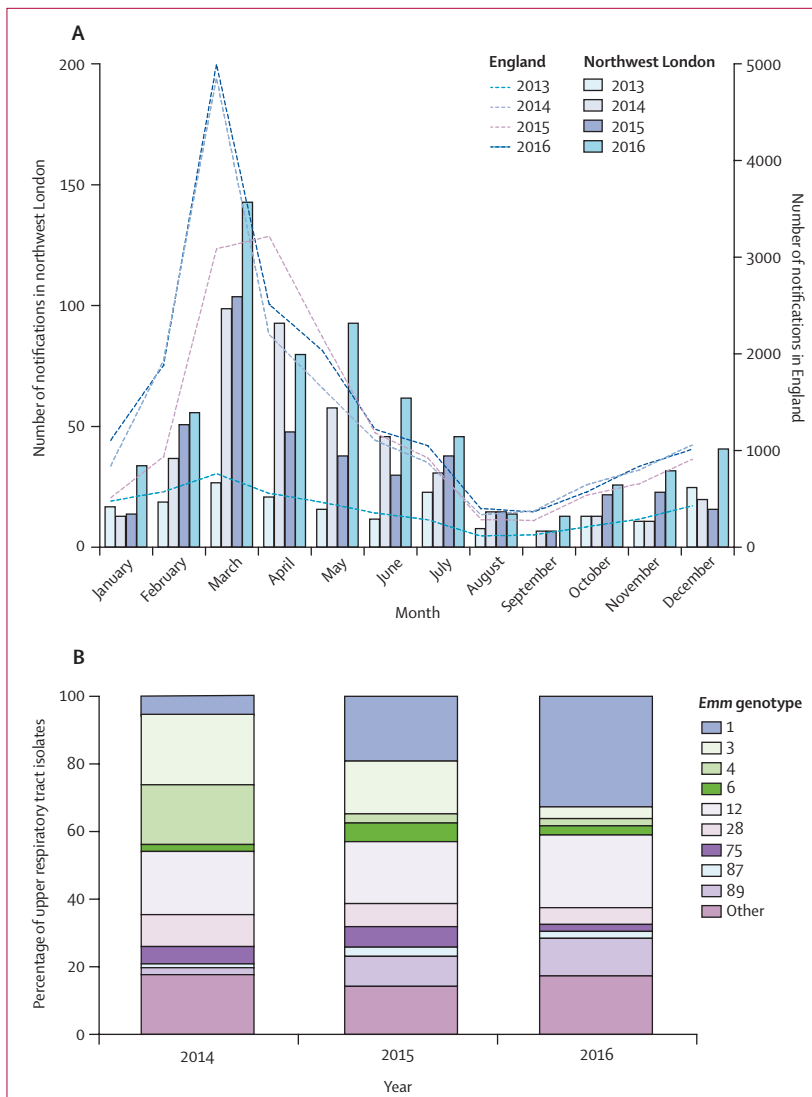 A
England
2013
2014
2015
2016
Northwest London
2013
2014
2015
2016
Number of notifications in northwest London
200
150
100
50
0
Number of notifications in England
5000
4000
3000
2000
1000
0
January
February
March
April
May
June
July
August
September
October
November
December
Month
B
Percentage of upper respiratory tract isolates
100
80
60
40
20
0
2014
2015
2016
Year
Emm genotype
1
3
4
6
12
28
75
87
89
Other